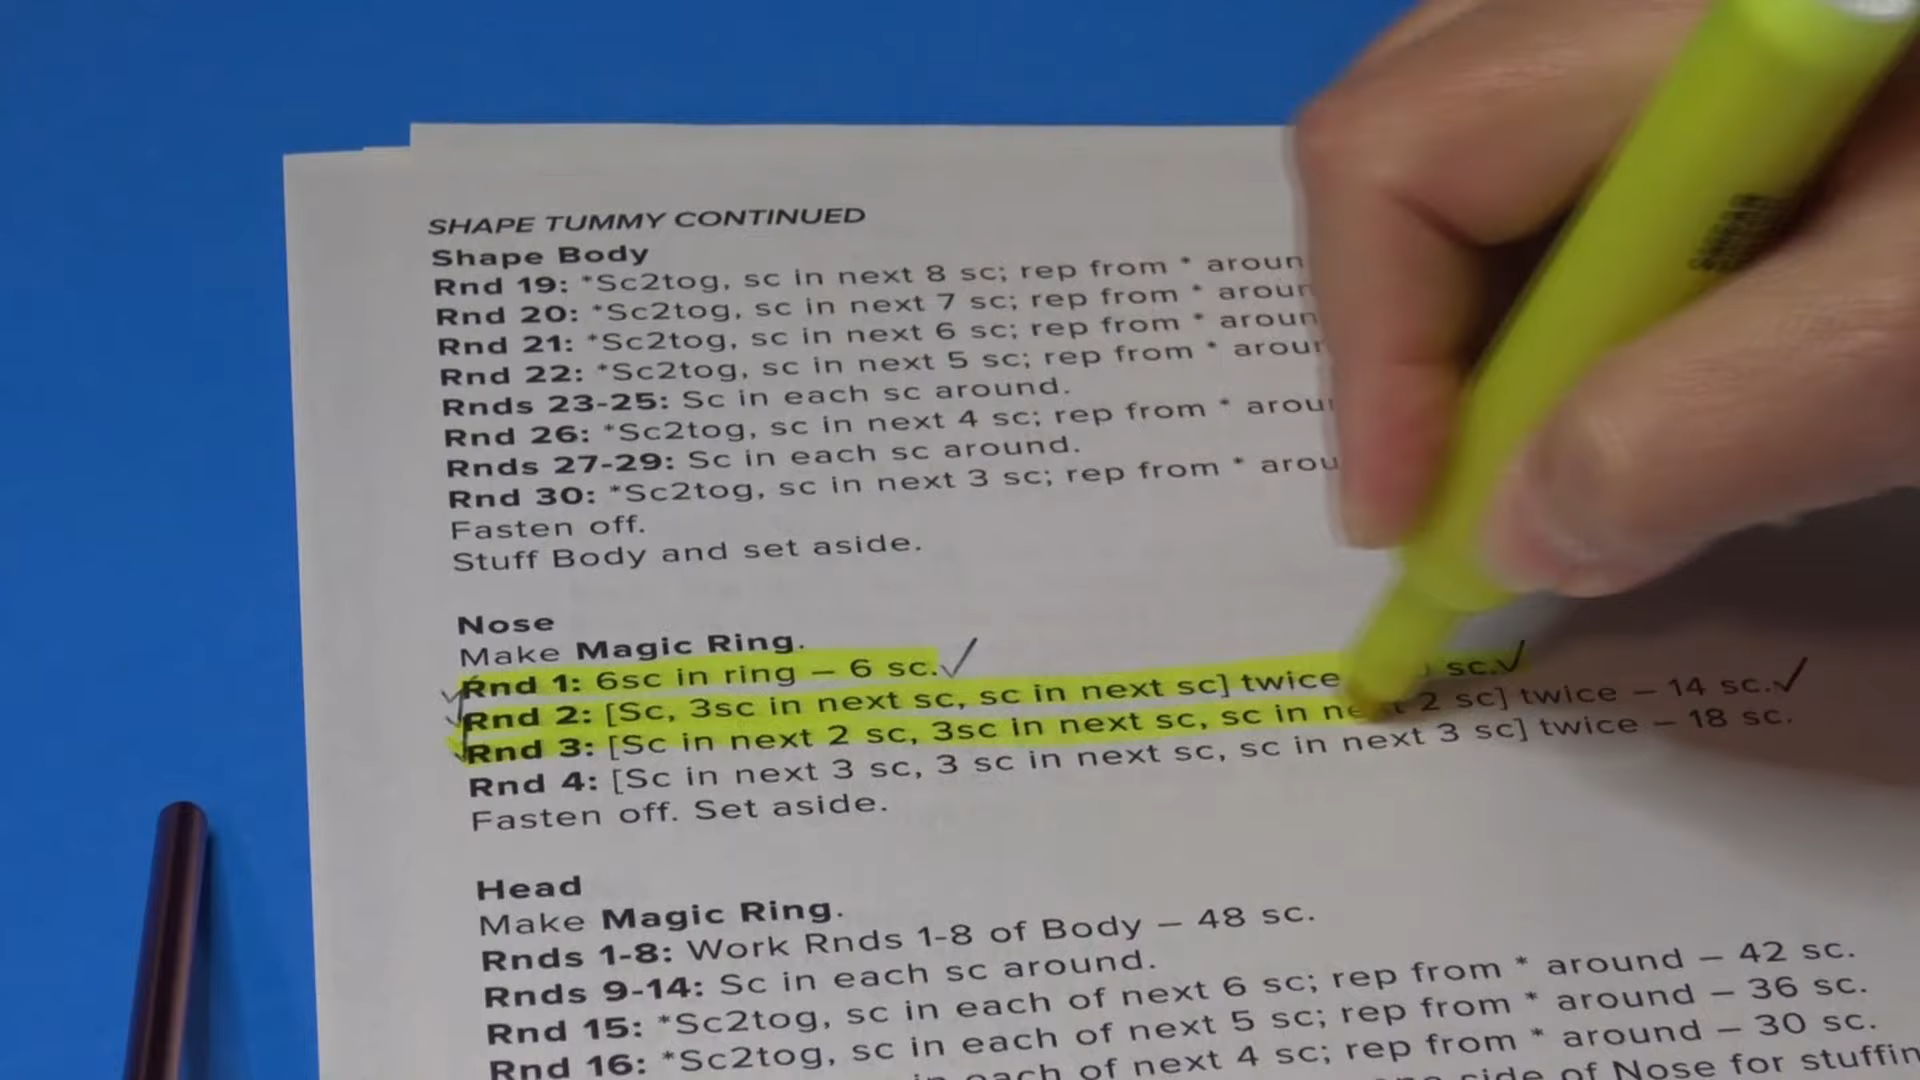 SHAPE TUMMY CONTINUED
Shape Body
Rnd 19: *Sc2tog, sc in next 8 sc; rep from *
Rnd 20: *Sc2tog, sc in next 7 sc; rep from *
Rnd 21: *Sc2tog, sc in next 6 sc; rep from *
Rnd 22: *Sc2tog, sc in next 5 sc; rep from *
Rnds 23-25: Sc in each sc around.
Rnd 26: *Sc2tog, sc in next 4 sc; rep from *
Rnds 27-29: Sc in each sc around.
Rnd 30: *Sc2tog, sc in next 3 sc; rep from *
Fasten off.
Stuff Body and set aside.
Nose
Make Magic Ring.
Rnd 1: 6sc in ring – 6 sc.✓
Rnd 2: [Sc, 3sc in next sc, sc in next sc] twice sc.✓
Rnd 3: [Sc in next 2 sc, 3sc in next sc, sc in 2 sc] twice – 14 sc.✓
Rnd 4: [Sc in next 3 sc, 3 sc in next sc, sc in next 3 sc] twice – 18 sc.
Fasten off. Set aside.
Head
Make Magic Ring.
Rnds 1-8: Work Rnds 1-8 of Body – 48 sc.
Rnds 9-14: Sc in each sc around.
Rnd 15: *Sc2tog, sc in each of next 6 sc; rep from * around – 42 sc.
Rnd 16: *Sc2tog, sc in each of next 5 sc; rep from * around – 36 sc.
in each of next 4 sc; rep from * around – 30 sc.
side of Nose for